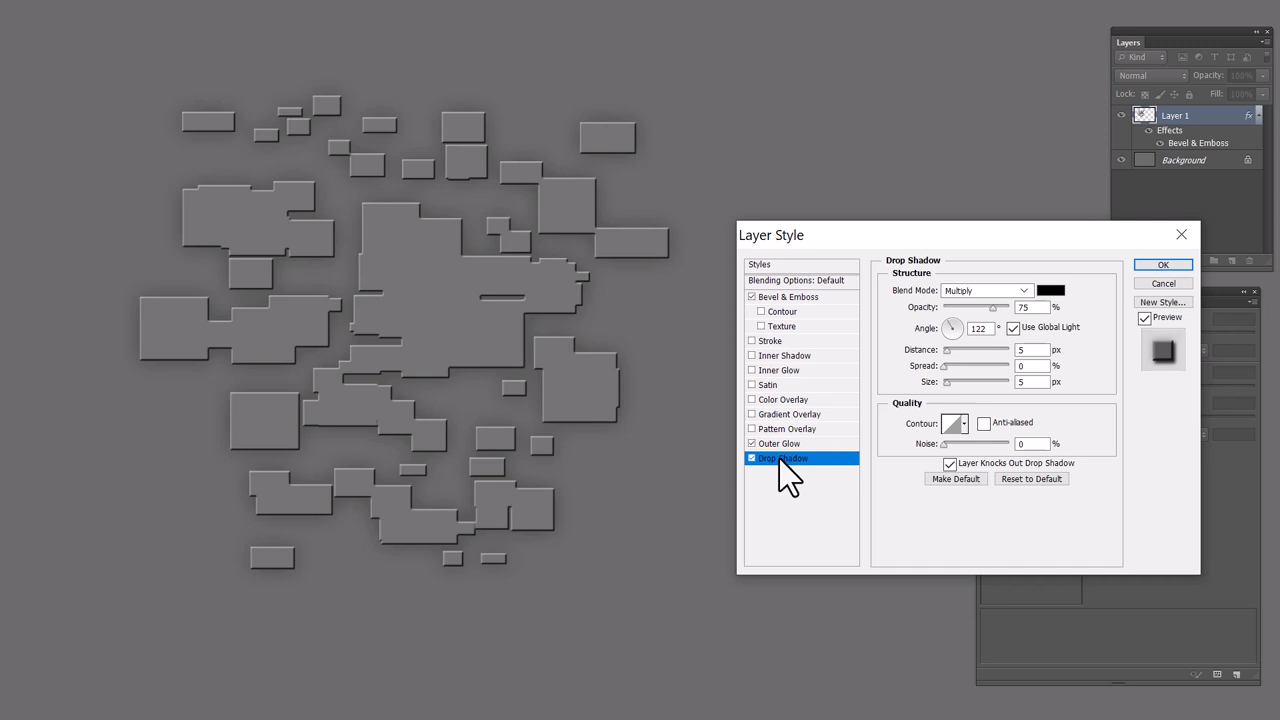 Layers
Kind
Normal Opacity: 100%
Lock: Fill: 100%
Layer 1 fx
Effects
Bevel & Emboss
Background
Layer Style
Styles
Blending Options: Default
Bevel & Emboss
Contour
Texture
Stroke
Inner Shadow
Inner Glow
Satin
Color Overlay
Gradient Overlay
Pattern Overlay
Outer Glow
Drop Shadow
Drop Shadow
Structure
Blend Mode: Multiply
Opacity: 75 %
Angle: 122 ° Use Global Light
Distance: 5 px
Spread: 0 %
Size: 5 px
Quality
Contour: Anti-aliased
Noise: 0 %
Layer Knocks Out Drop Shadow
Make Default Reset to Default
OK
Cancel
New Style...
Preview